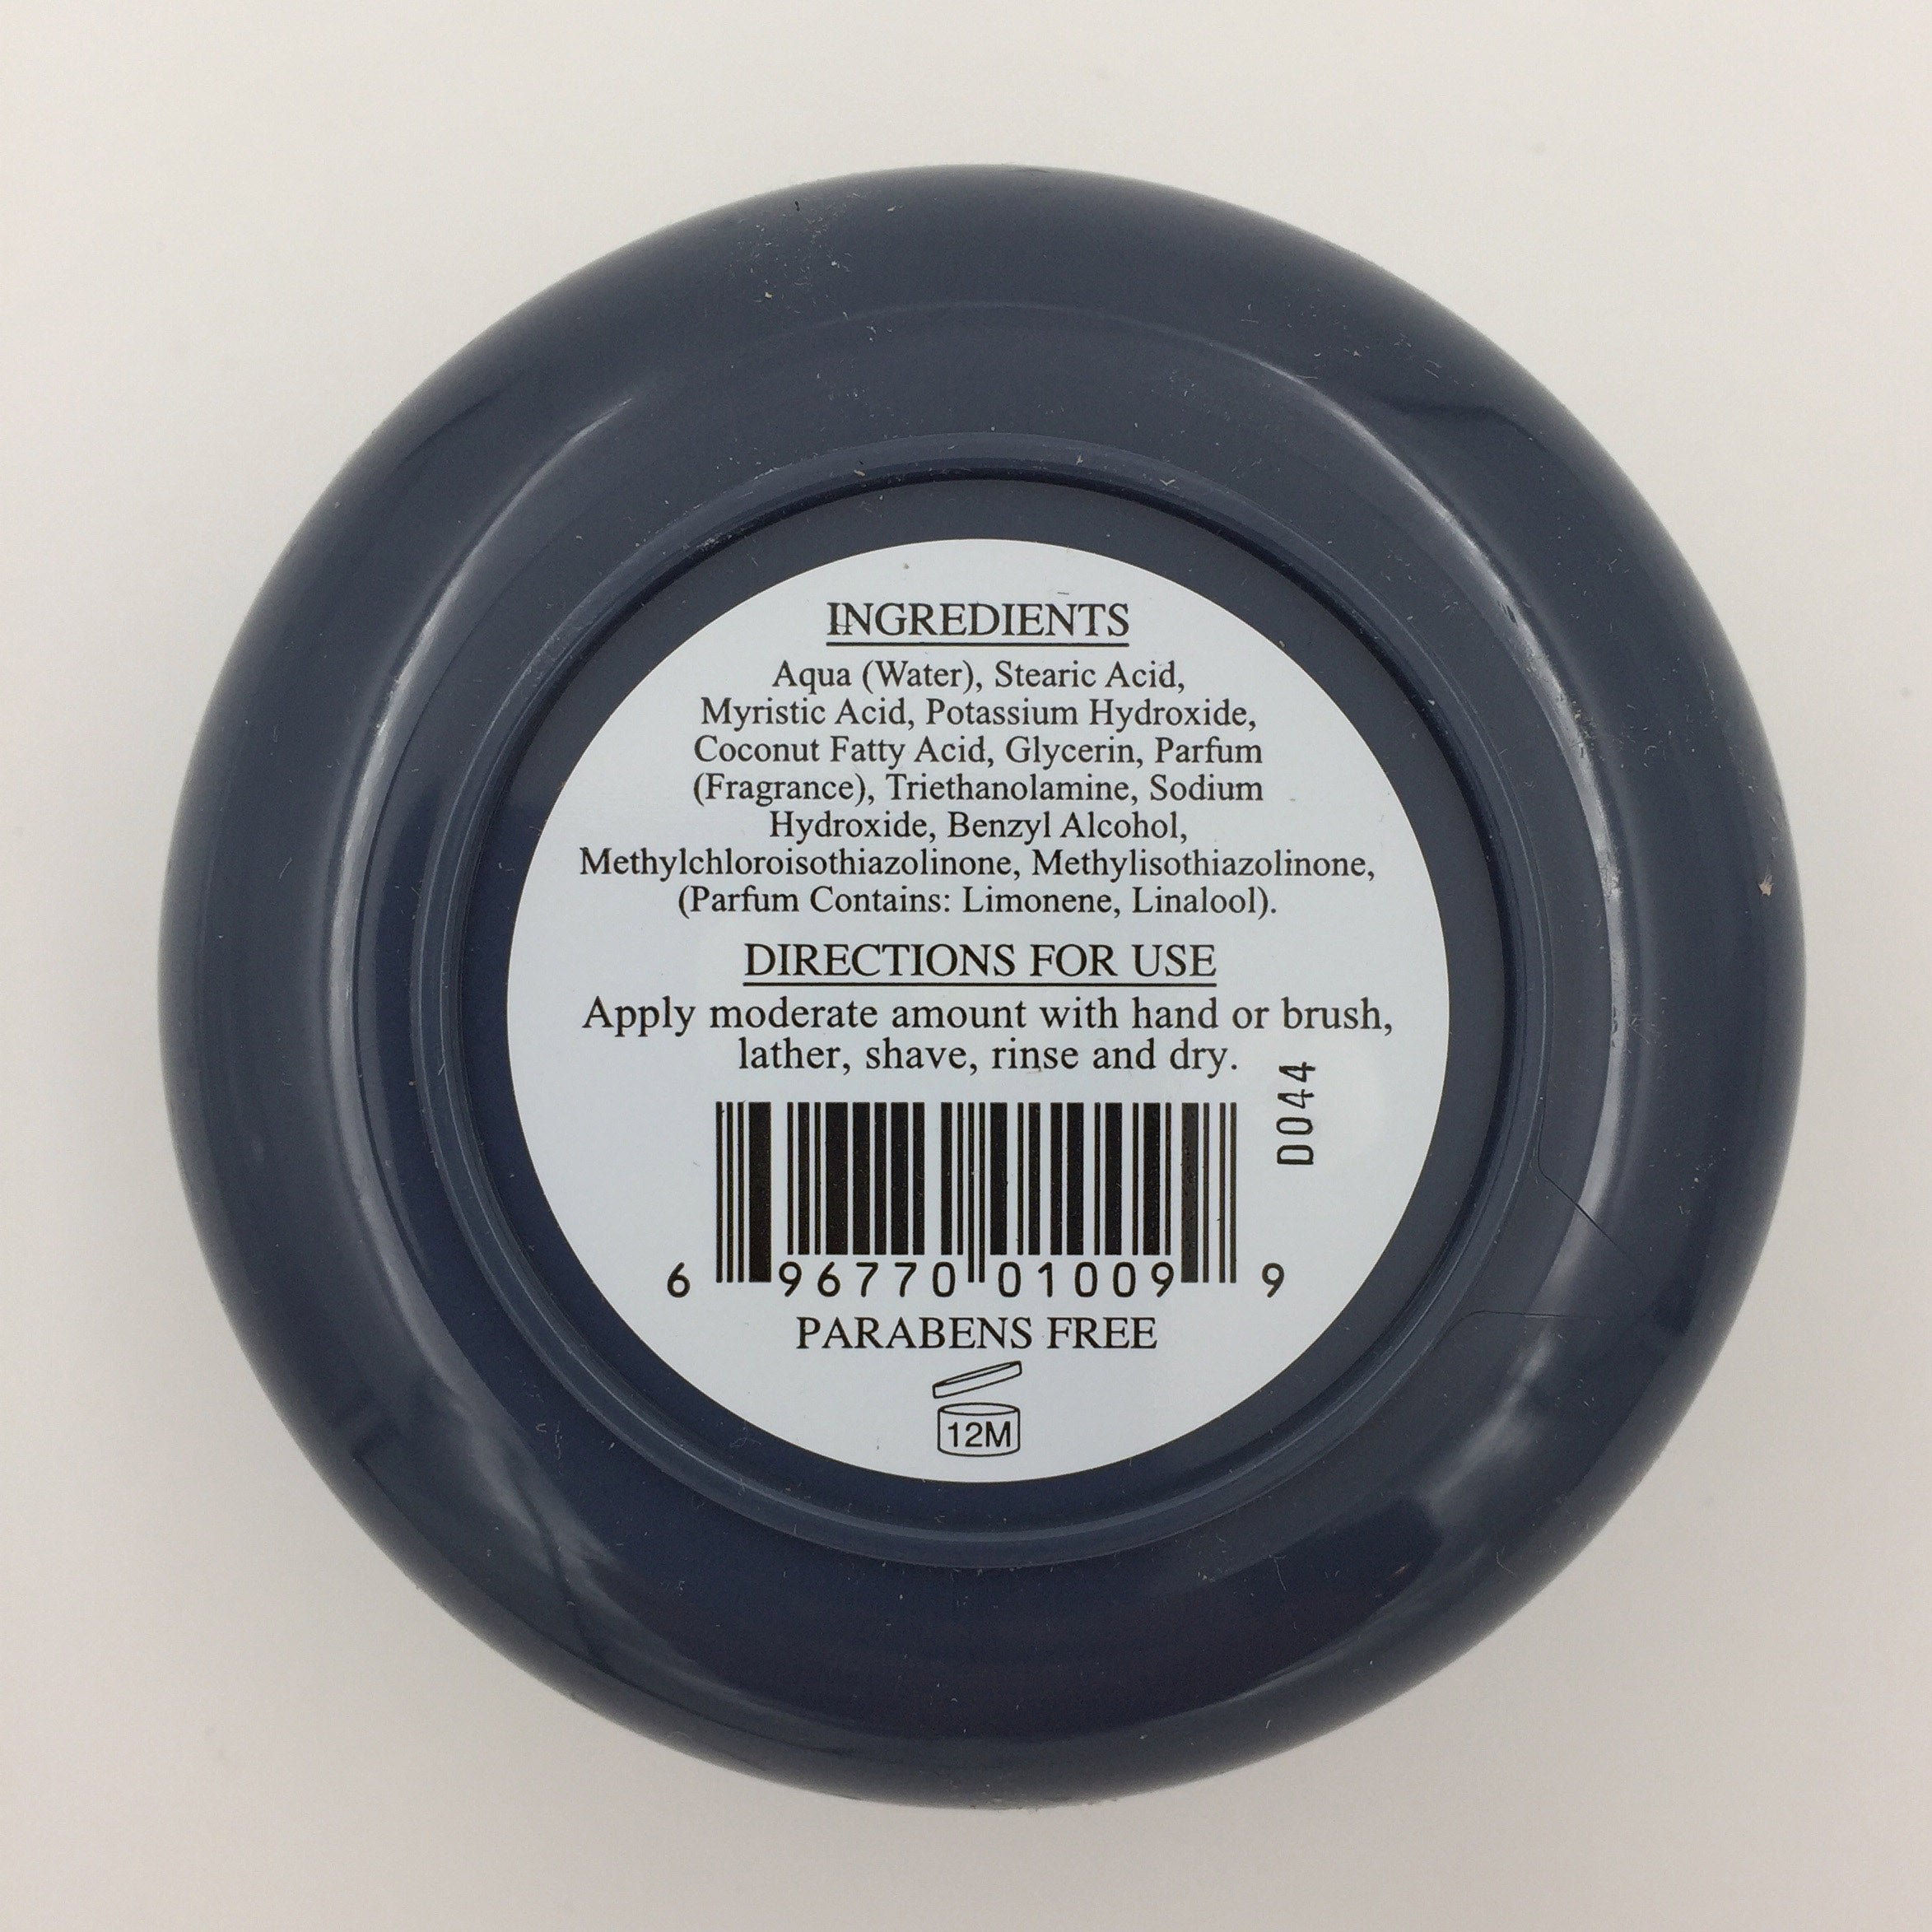 INGREDIENTS
Aqua (Water), Stearic Acid,
Myristic Acid, Potassium Hydroxide,
Coconut Fatty Acid, Glycerin, Parfum
(Fragrance), Triethanolamine, Sodium
Hydroxide, Benzyl Alcohol,
Methylchloroisothiazolinone, Methylisothiazolinone,
(Parfum Contains: Limonene, Linalool).
DIRECTIONS FOR USE
Apply moderate amount with hand or brush,
lather, shave, rinse and dry.
D044
6 96770 01009 9
PARABENS FREE
12M